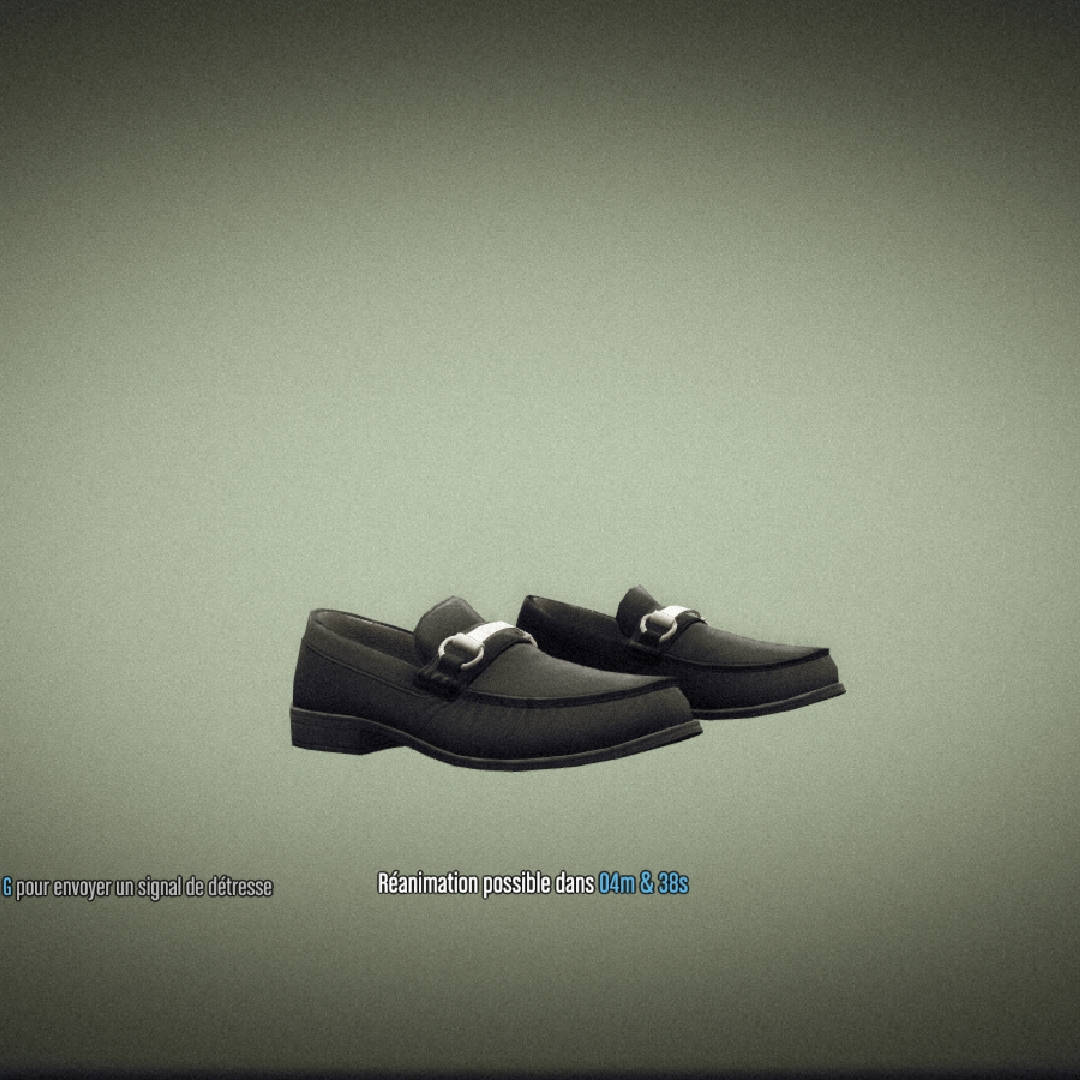 G pour envoyer un signal de détresse
Réanimation possible dans 04m & 38s